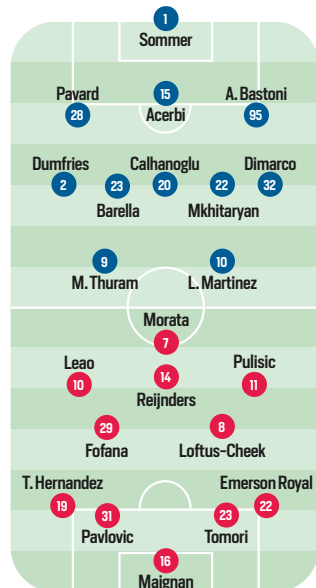 1
Sommer
Pavard 15 A. Bastoni
28 Acerbi 95
Dumfries Calhanoglu Dimarco
2 23 20 22 32
Barella Mkhitaryan
9 10
M. Thuram L. Martinez
Morata
7
Leao 14 Pulisic
10 Reijnders 11
29 8
Fofana Loftus-Cheek
T. Hernandez Emerson Royal
19 31 23 22
Pavlovic Tomori
16
Maignan